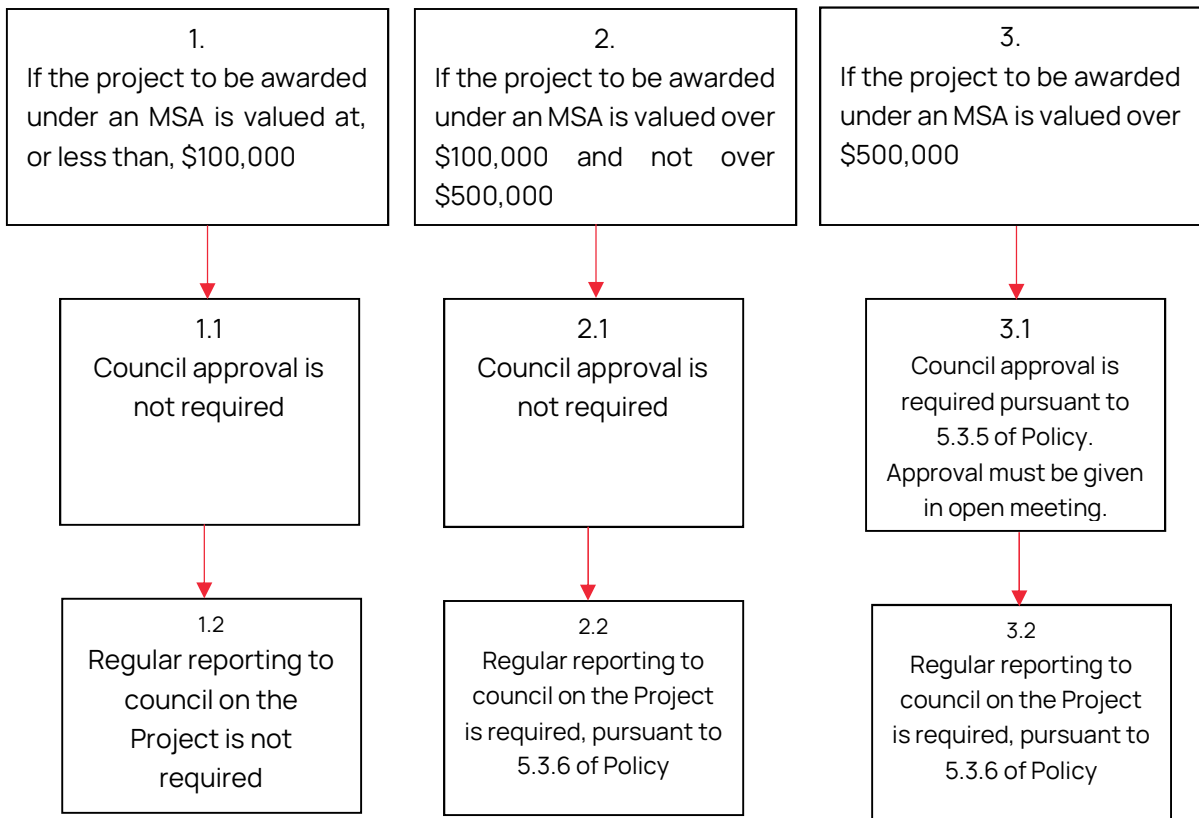 1.
If the project to be awarded
under an MSA is valued at,
or less than, $100,000
2.
If the project to be awarded
under an MSA is valued over
$100,000 and not over
$500,000
3.
If the project to be awarded
under an MSA is valued over
$500,000
1.1
Council approval is
not required
2.1
Council approval is
not required
3.1
Council approval is
required pursuant to
5.3.5 of Policy.
Approval must be given
in open meeting.
1.2
Regular reporting to
council on the
Project is not
required
2.2
Regular reporting to
council on the Project
is required, pursuant to
5.3.6 of Policy
3.2
Regular reporting to
council on the Project
is required, pursuant to
5.3.6 of Policy